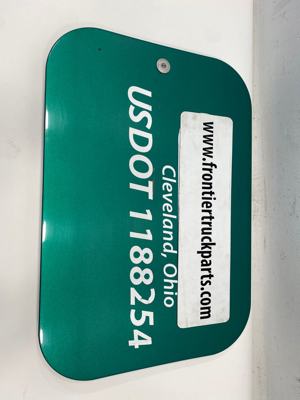 www.frontiertruckparts.com
Cleveland, Ohio
USDOT 1188254